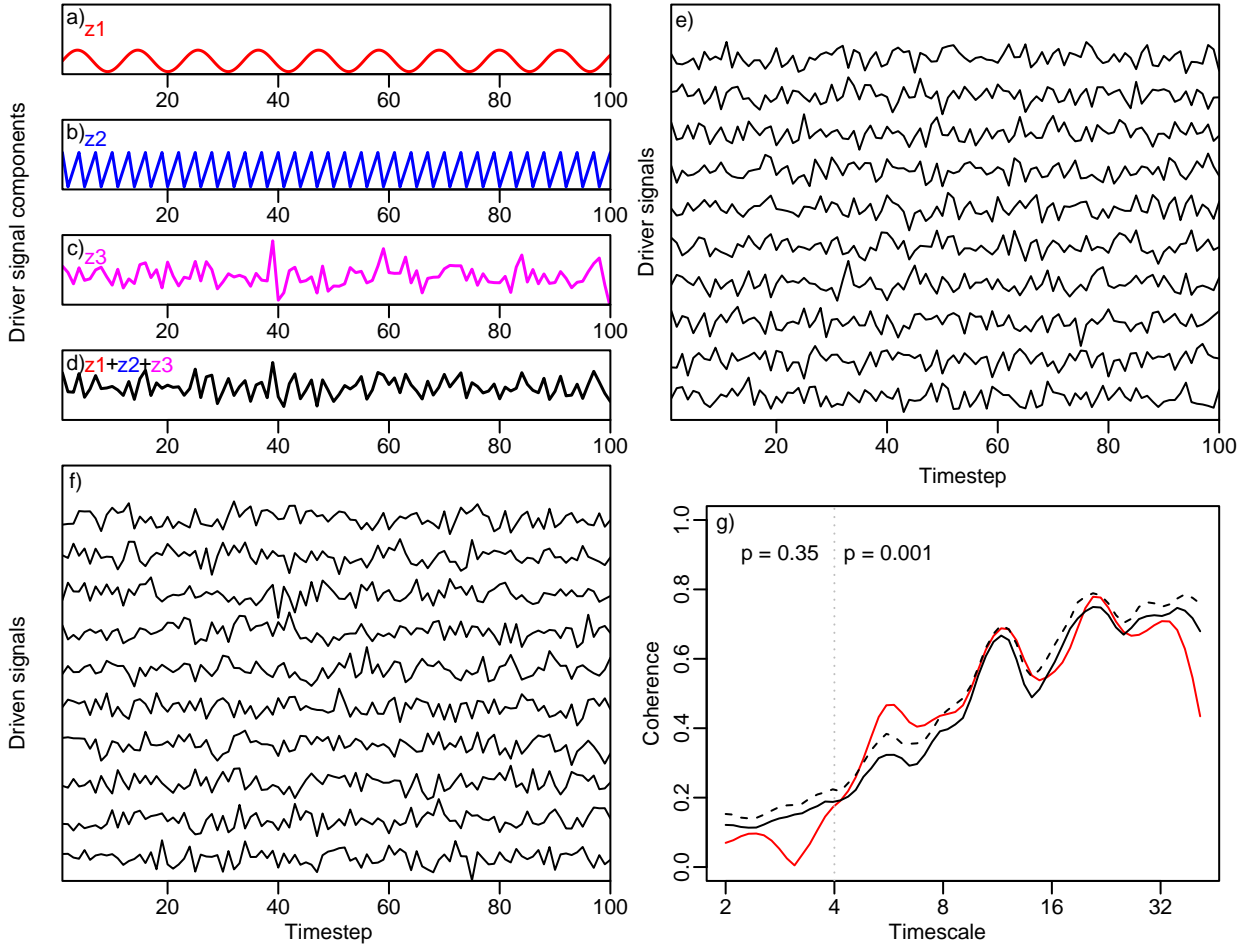 a)z1
20 40 60 80 100
b)z2
20 40 60 80 100
c)z3
20 40 60 80 100
d)z1+z2+z3
20 40 60 80 100
Driver signal components
e)
Driver signals
20 40 60 80 100
Timestep
f)
Driven signals
20 40 60 80 100
Timestep
g)
p = 0.35 p = 0.001
Coherence
1.0
0.8
0.6
0.4
0.2
0.0
2 4 8 16 32
Timescale